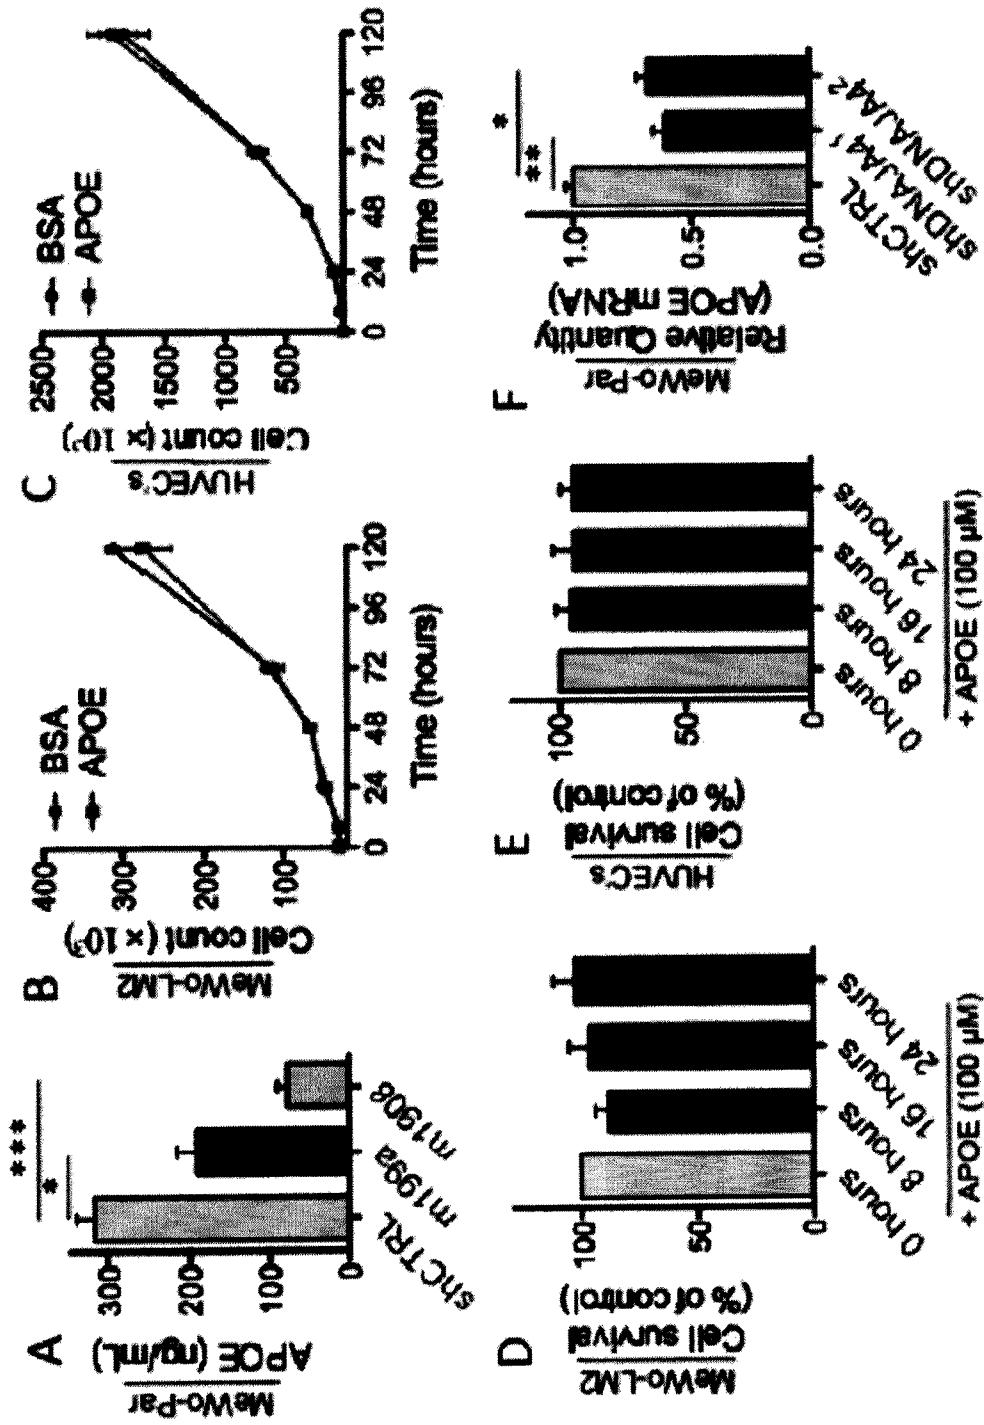 A
MeWo-Par
APOE (ng/mL)
300
200
100
0
***
*
shCTRL
m199a
m1908
B
MeWo-LM2
Cell count (× 10³)
400
300
200
100
BSA
APOE
0 24 48 72 96 120
Time (hours)
C
HUVEC's
Cell count (× 10³)
2500
2000
1500
1000
500
BSA
APOE
0 24 48 72 96 120
Time (hours)
D
MeWo-LM2
Cell survival
(% of control)
100
50
0
0 hours
8 hours
16 hours
24 hours
+ APOE (100 µM)
E
HUVEC's
Cell survival
(% of control)
100
50
0
0 hours
8 hours
16 hours
24 hours
+ APOE (100 µM)
F
MeWo-Par
Relative Quantity
(APOE mRNA)
1.0
0.5
0.0
*
**
shCTRL
shDNAJA4¹
shDNAJA4²